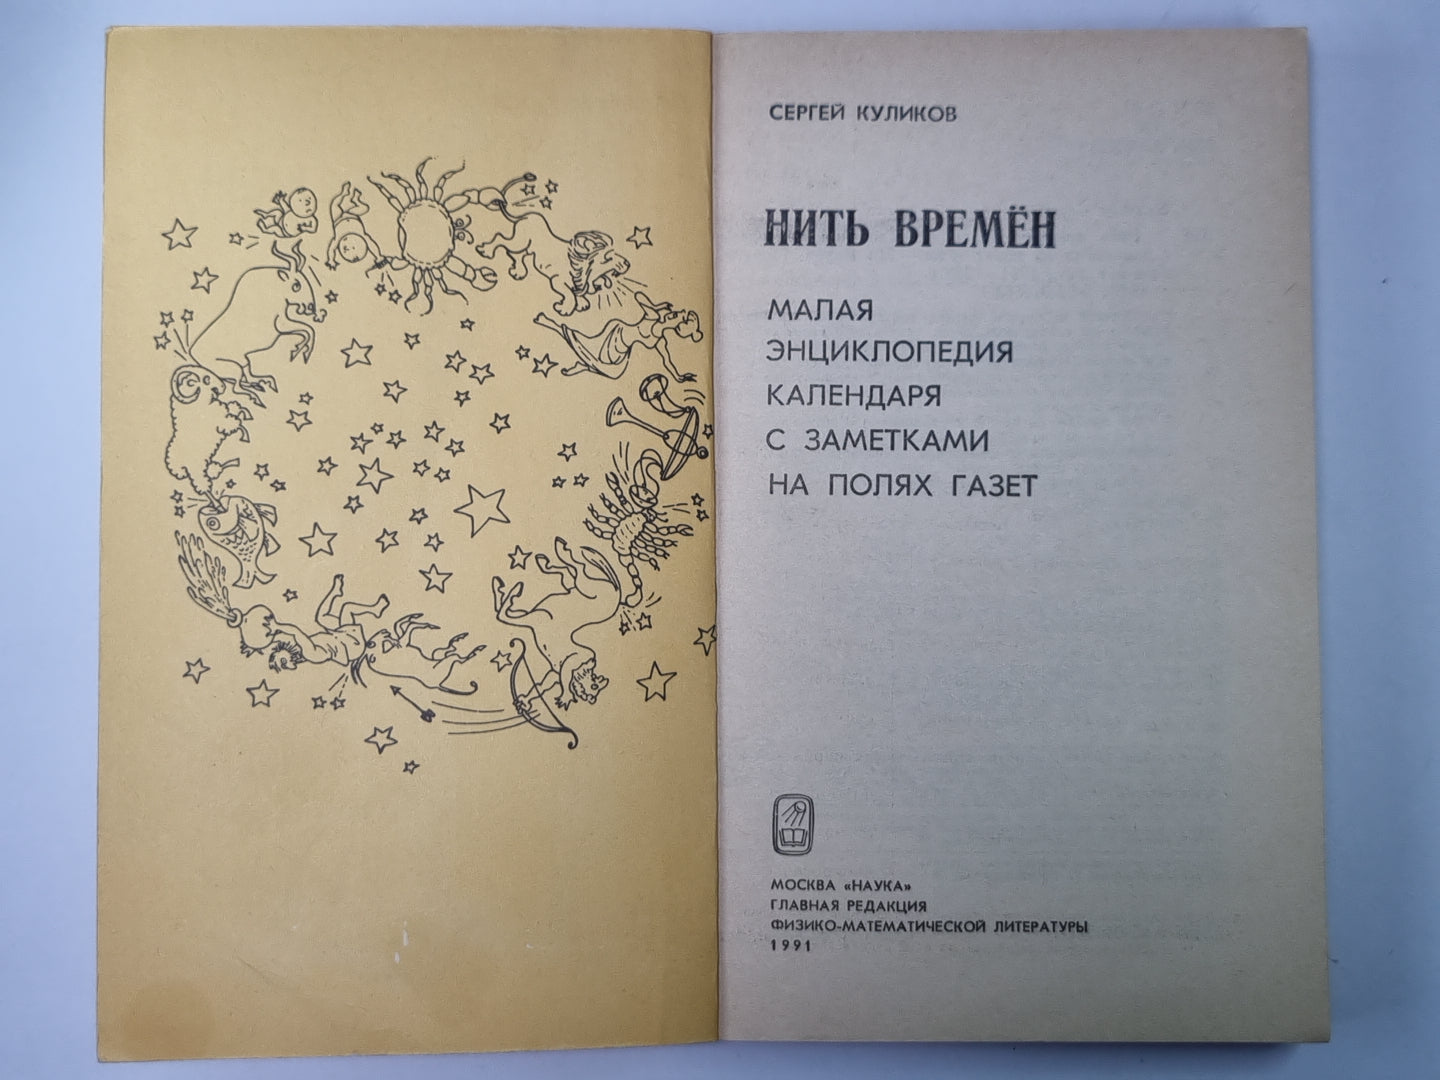 СЕРГЕЙ КУЛИКОВ
НИТЬ ВРЕМЁН
МАЛАЯ
ЭНЦИКЛОПЕДИЯ
КАЛЕНДАРЯ
С ЗАМЕТКАМИ
НА ПОЛЯХ ГАЗЕТ
МОСКВА «НАУКА»
ГЛАВНАЯ РЕДАКЦИЯ
ФИЗИКО-МАТЕМАТИЧЕСКОЙ ЛИТЕРАТУРЫ
1991